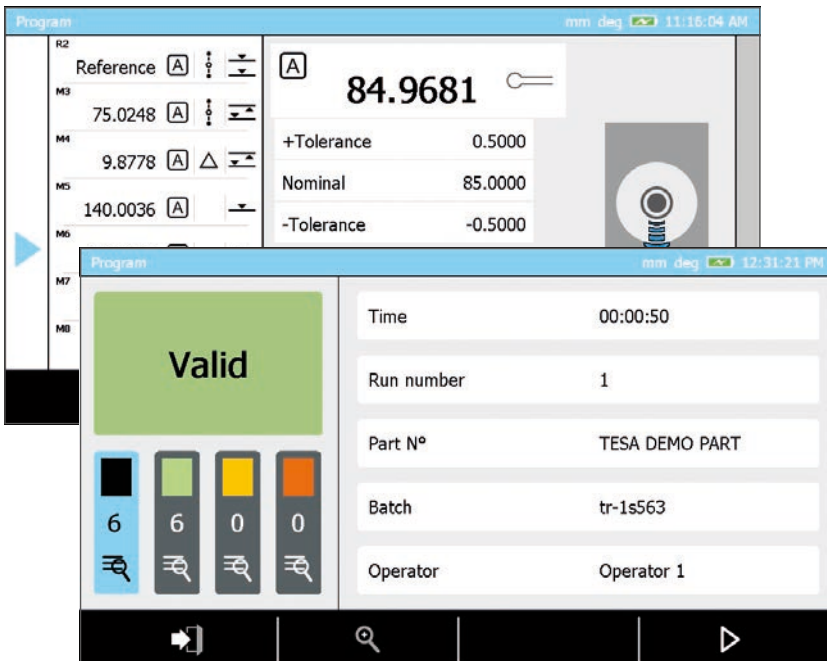 Program mm deg 11:16:04 AM
R2
Reference A
M3
75.0248 A
M4
9.8778 A
M5
140.0036 A
M6
M7
M8
A 84.9681
+Tolerance 0.5000
Nominal 85.0000
-Tolerance -0.5000
Program mm deg 12:31:21 PM
Valid
6 6 0 0
Time 00:00:50
Run number 1
Part Nº TESA DEMO PART
Batch tr-1s563
Operator Operator 1